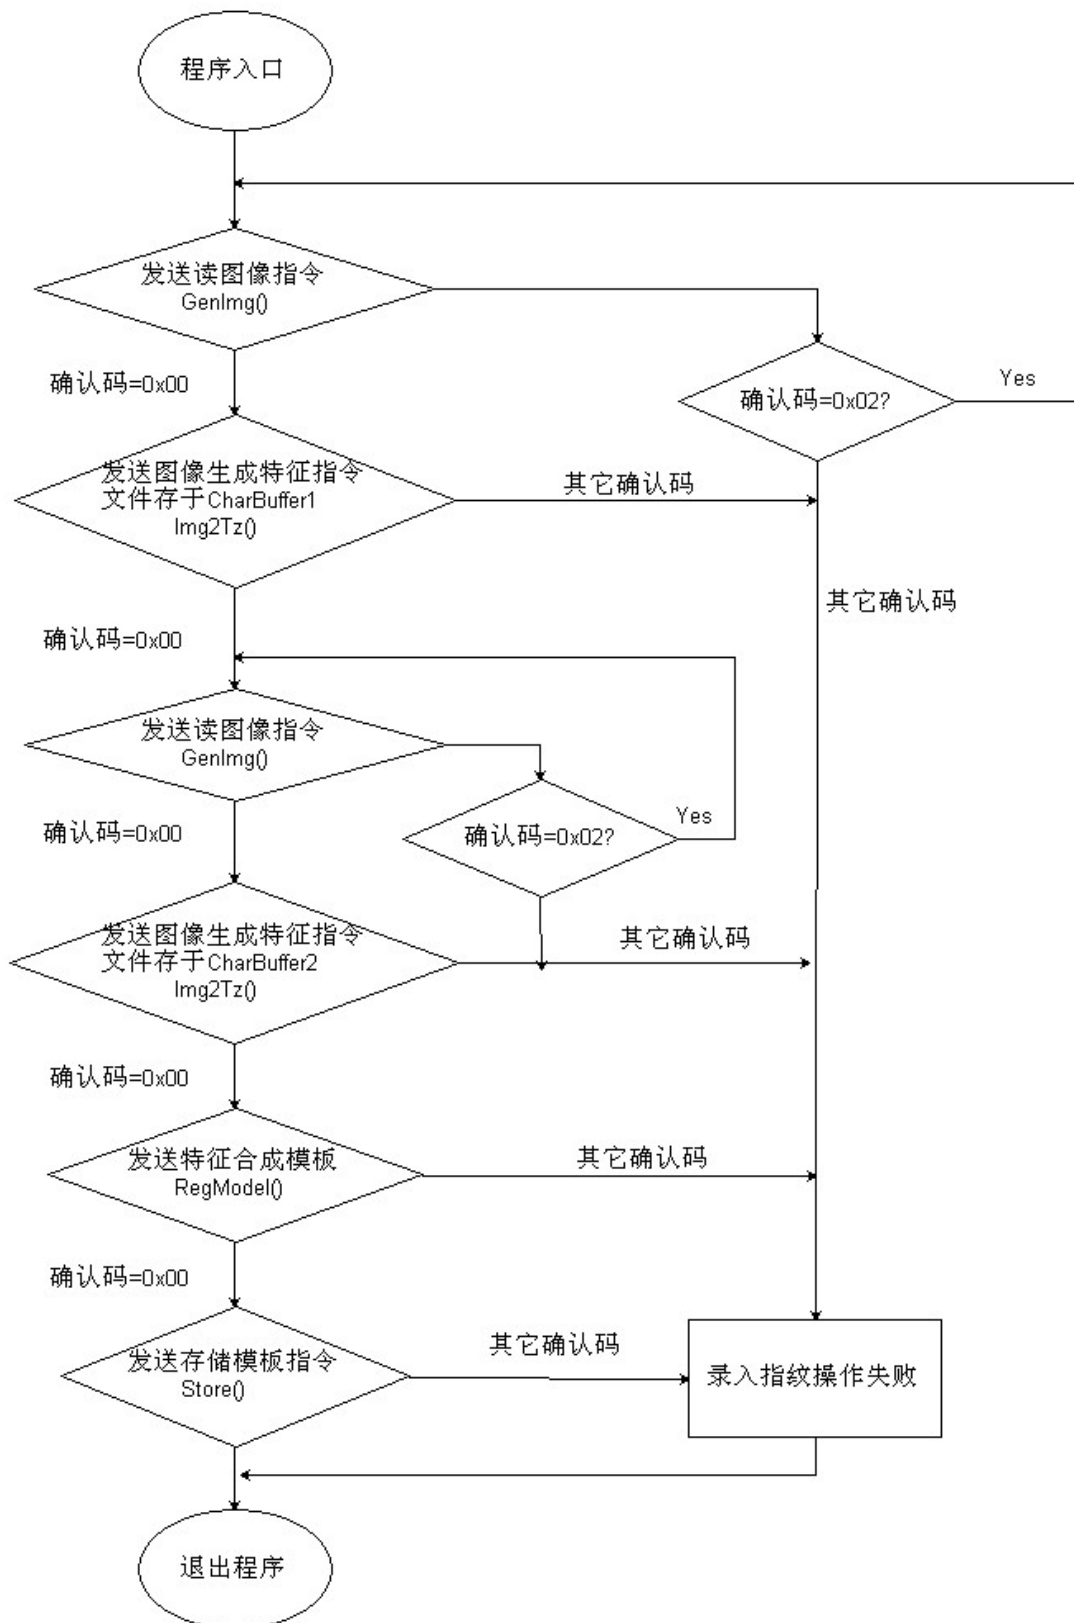 程序入口
发送读图像指令
GenImg()
确认码=0x00
确认码=0x02?
Yes
发送图像生成特征指令
文件存于CharBuffer1
Img2Tz()
其它确认码
其它确认码
确认码=0x00
发送读图像指令
GenImg()
确认码=0x00
确认码=0x02?
Yes
发送图像生成特征指令
文件存于CharBuffer2
Img2Tz()
其它确认码
确认码=0x00
发送特征合成模板
RegModel()
其它确认码
确认码=0x00
发送存储模板指令
Store()
其它确认码
录入指纹操作失败
退出程序